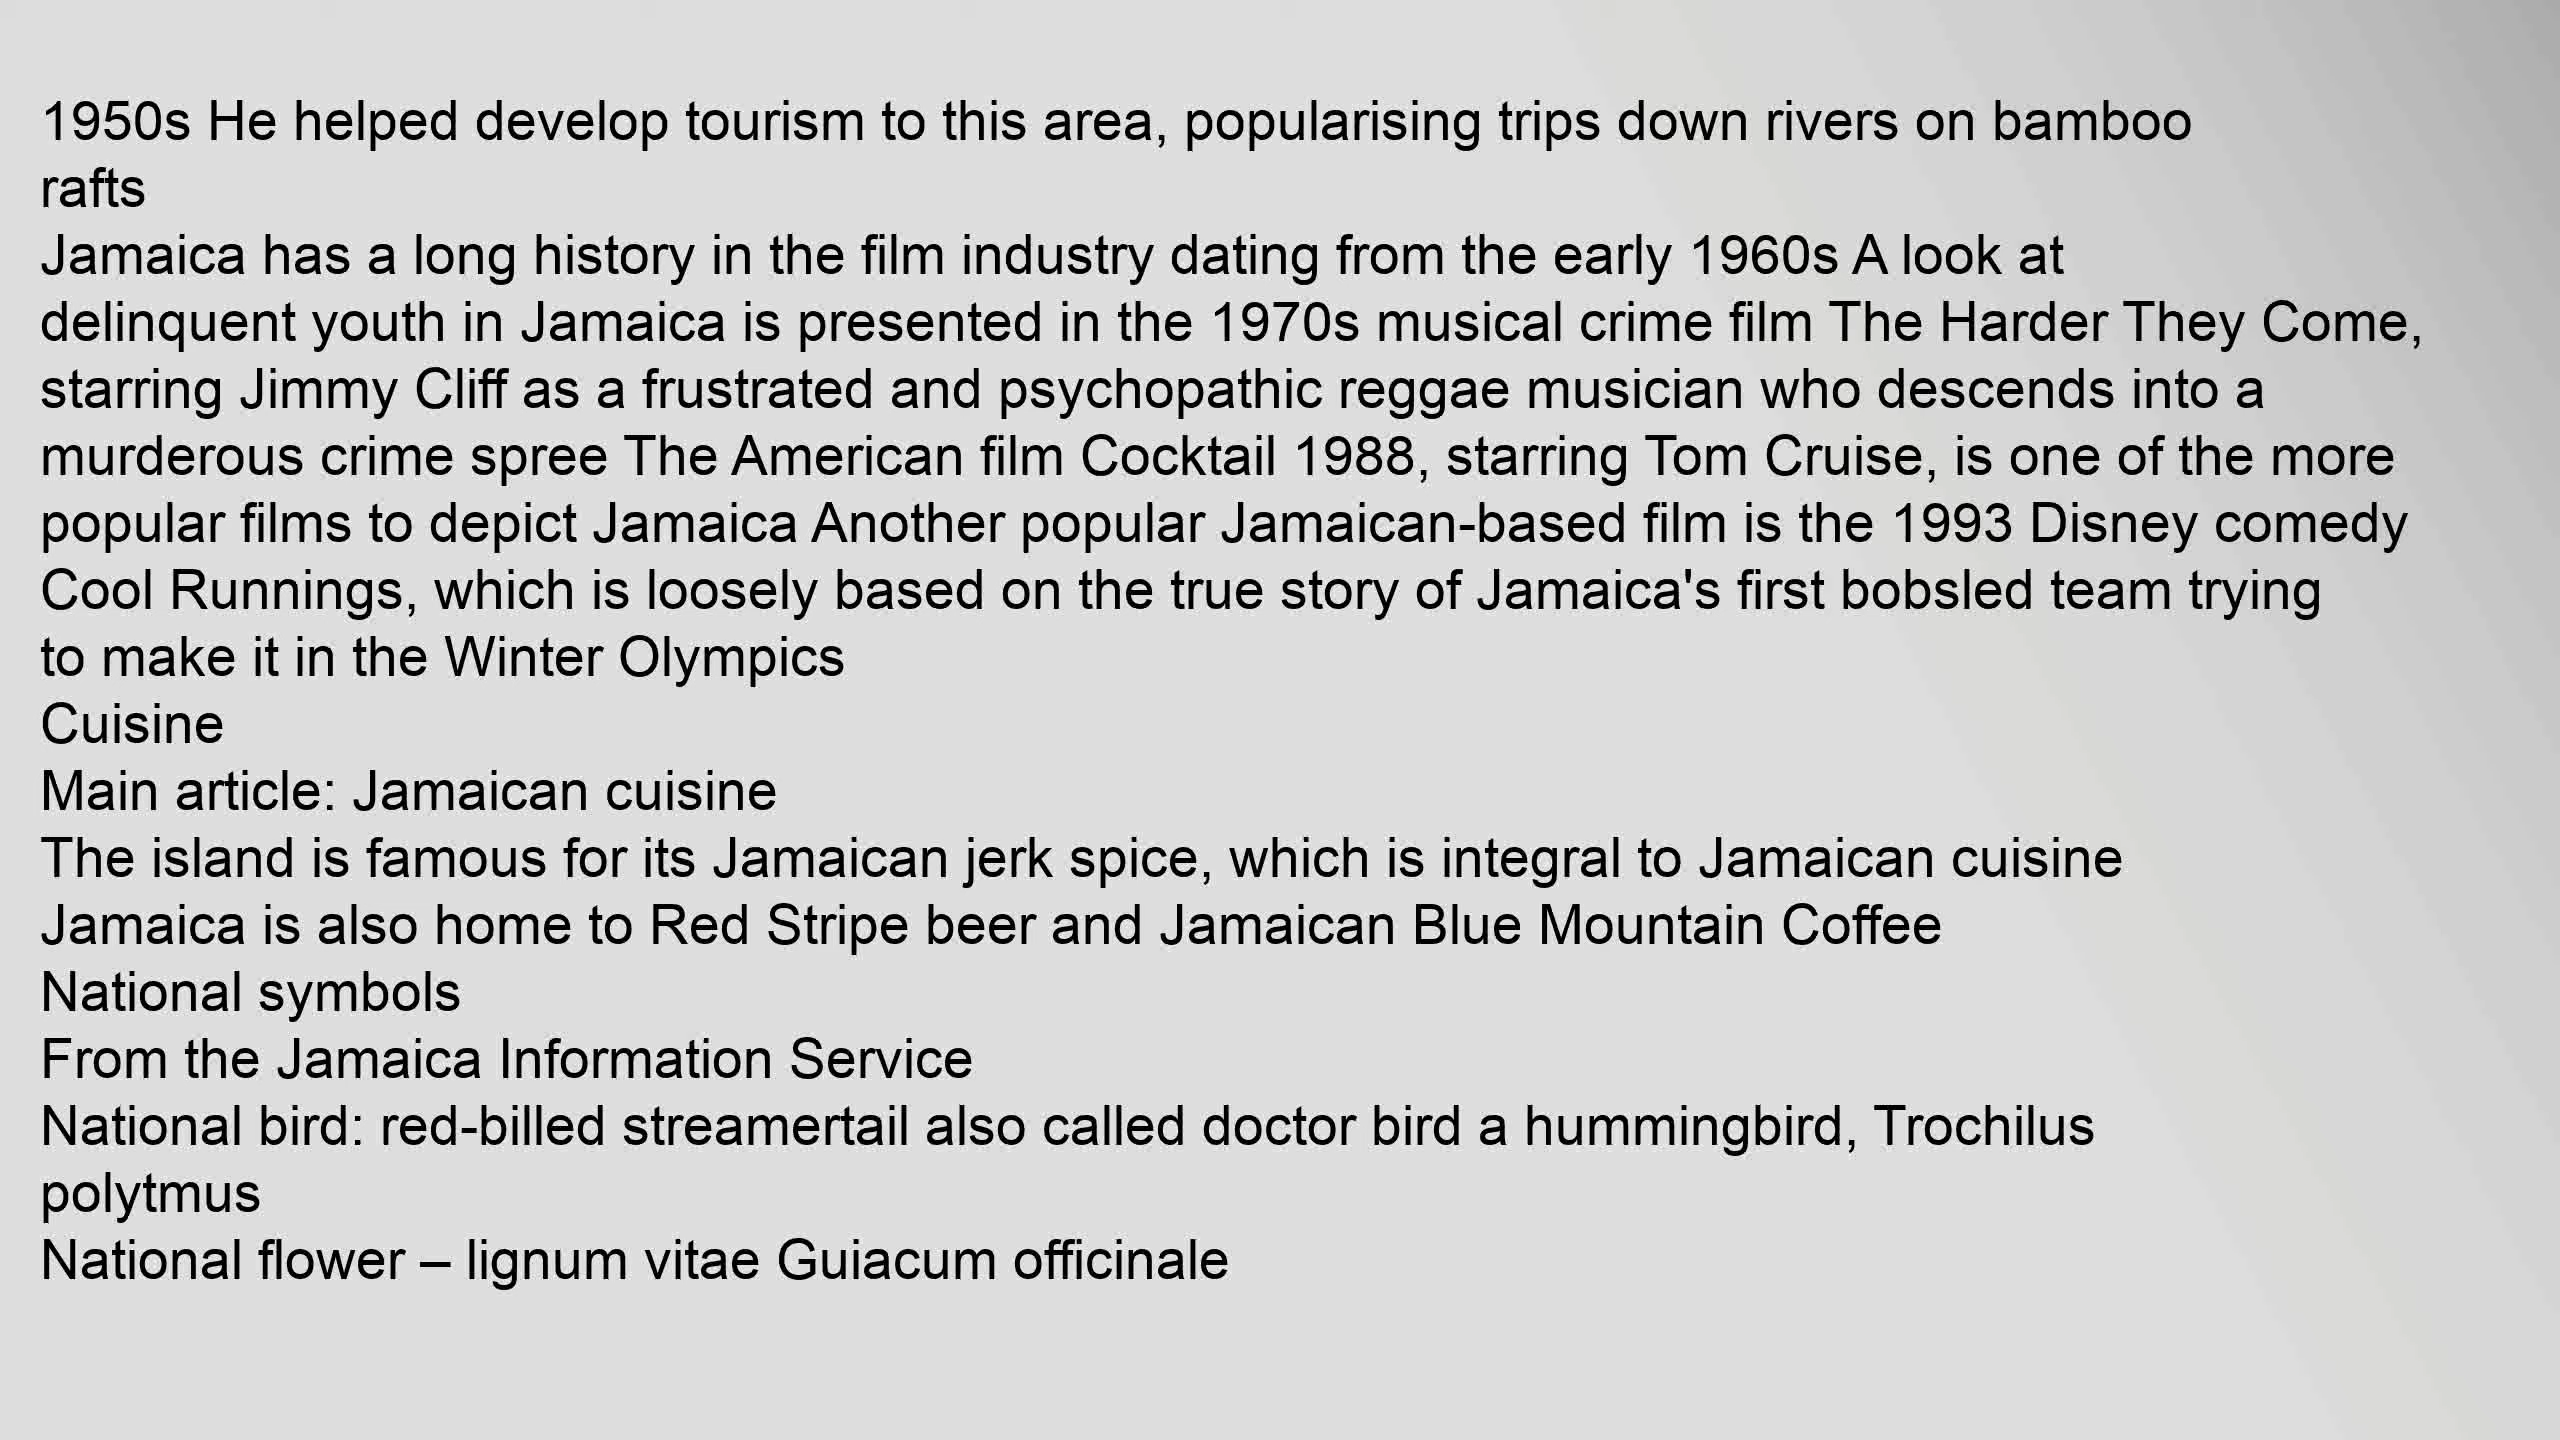 1950s He helped develop tourism to this area, popularising trips down rivers on bamboo
rafts
Jamaica has a long history in the film industry dating from the early 1960s A look at
delinquent youth in Jamaica is presented in the 1970s musical crime film The Harder They Come,
starring Jimmy Cliff as a frustrated and psychopathic reggae musician who descends into a
murderous crime spree The American film Cocktail 1988, starring Tom Cruise, is one of the more
popular films to depict Jamaica Another popular Jamaican-based film is the 1993 Disney comedy
Cool Runnings, which is loosely based on the true story of Jamaica's first bobsled team trying
to make it in the Winter Olympics
Cuisine
Main article: Jamaican cuisine
The island is famous for its Jamaican jerk spice, which is integral to Jamaican cuisine
Jamaica is also home to Red Stripe beer and Jamaican Blue Mountain Coffee
National symbols
From the Jamaica Information Service
National bird: red-billed streamertail also called doctor bird a hummingbird, Trochilus
polytmus
National flower – lignum vitae Guiacum officinale